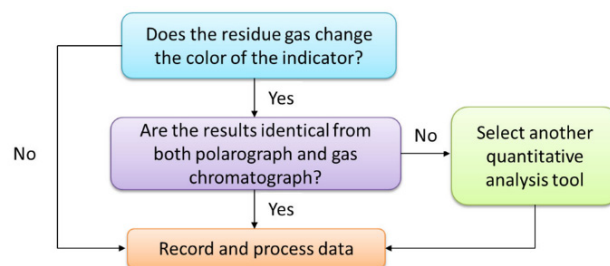 Does the residue gas change
the color of the indicator?
Yes
No
Are the results identical from
both polarograph and gas
chromatograph?
No
Select another
quantitative
analysis tool
Yes
Record and process data